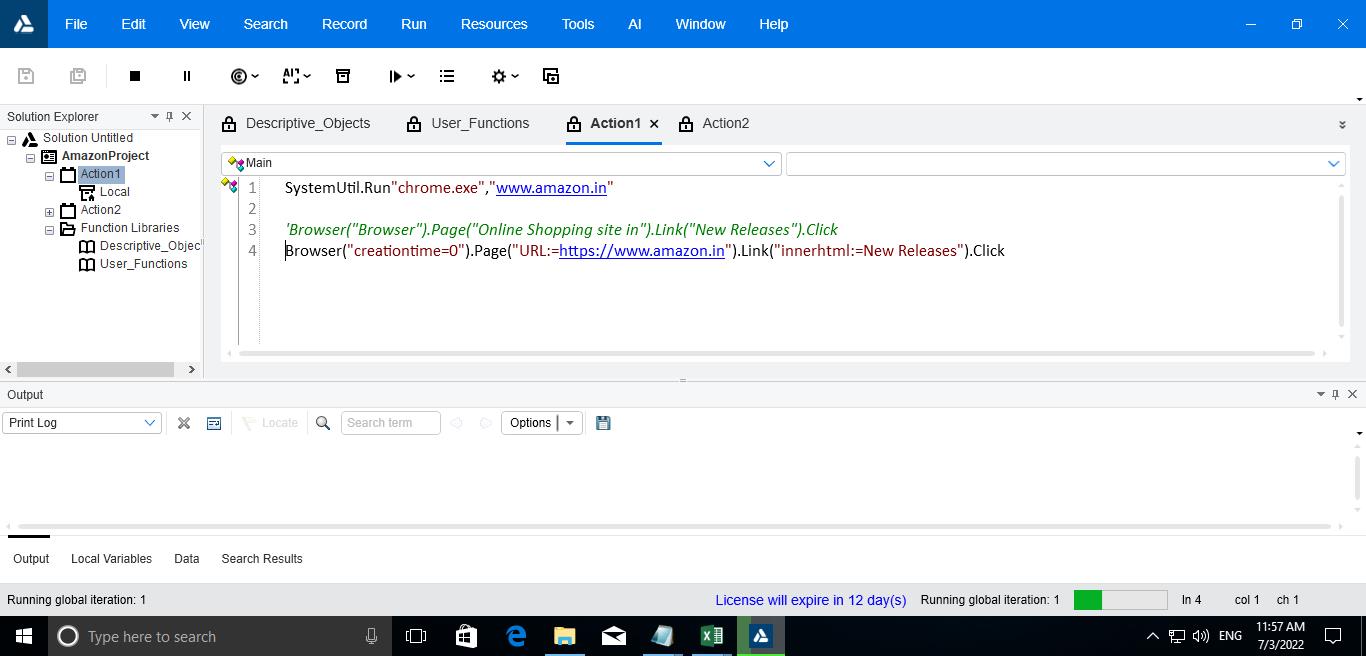 File Edit View Search Record Run Resources Tools AI Window Help
Solution Explorer
Solution Untitled
AmazonProject
Action1
Local
Action2
Function Libraries
Descriptive_Objec
User_Functions
Descriptive_Objects User_Functions Action1 Action2
Main
1 SystemUtil.Run"chrome.exe","www.amazon.in"
2
3 'Browser("Browser").Page("Online Shopping site in").Link("New Releases").Click
4 Browser("creationtime=0").Page("URL:=https://www.amazon.in").Link("innerhtml:=New Releases").Click
Output
Print Log Locate Search term Options
Output Local Variables Data Search Results
Running global iteration: 1 License will expire in 12 day(s) Running global iteration: 1 ln 4 col 1 ch 1
Type here to search ENG 11:57 AM
7/3/2022